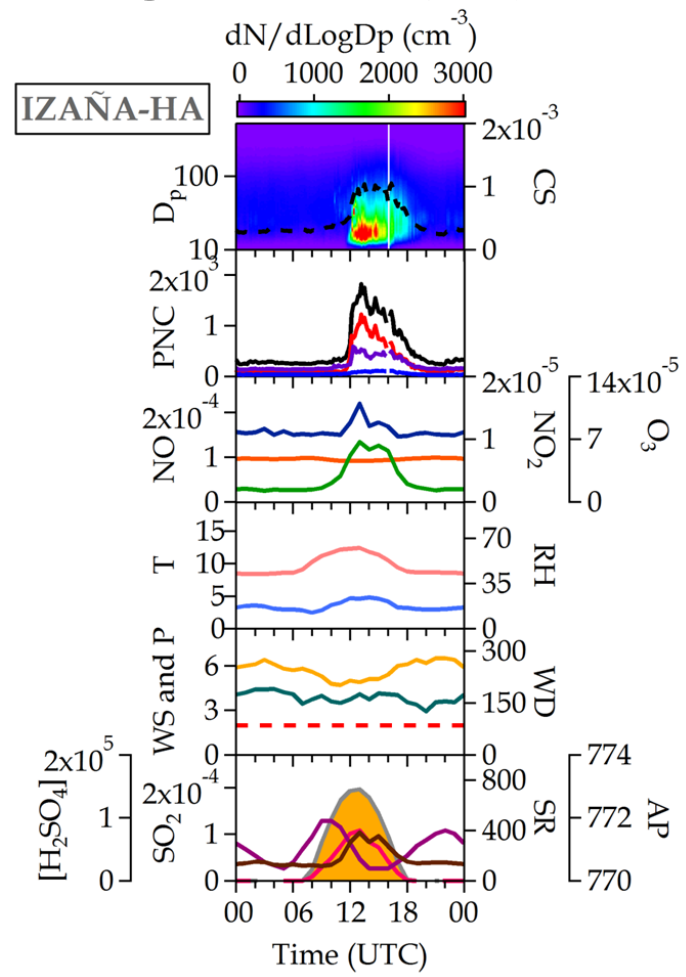 dN/dLogDp (cm⁻³)
0 1000 2000 3000
IZAÑA-HA
100
10
Dp
2x10⁻³
1
0
CS
2x10³
1
0
PNC
2x10⁻⁴
1
0
NO
2x10⁻⁵
1
0
NO₂
14x10⁻⁵
7
0
O₃
15
10
5
0
T
60
35
0
RH
6
3
0
WS and P
300
150
0
WD
2x10⁵
1
0
[H₂SO₄]
2x10⁻⁴
1
0
SO₂
800
400
0
SR
774
772
770
AP
00 06 12 18 00
Time (UTC)